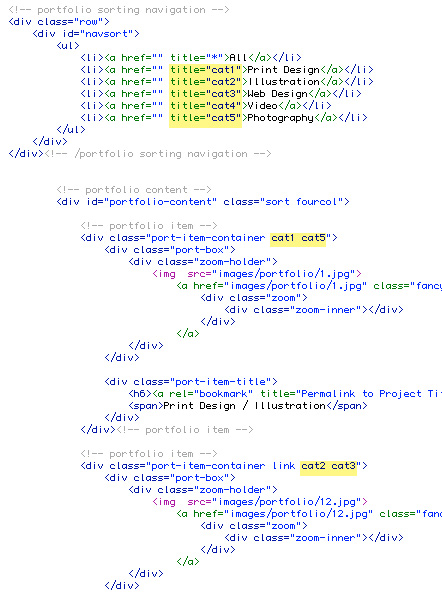 <!-- portfolio sorting navigation -->
<div class="row">
<div id="navsort">
<ul>
<li><a href="" title="*">All</a></li>
<li><a href="" title="cat1">Print Design</a></li>
<li><a href="" title="cat2">Illustration</a></li>
<li><a href="" title="cat3">Web Design</a></li>
<li><a href="" title="cat4">Video</a></li>
<li><a href="" title="cat5">Photography</a></li>
</ul>
</div>
</div><!-- /portfolio sorting navigation -->
<!-- portfolio content -->
<div id="portfolio-content" class="sort fourcol">
<!-- portfolio item -->
<div class="port-item-container cat1 cat5">
<div class="port-box">
<div class="zoom-holder">
<img  src="images/portfolio/1.jpg">
<a href="images/portfolio/1.jpg" class="fancy
<div class="zoom">
<div class="zoom-inner"></div>
</div>
</a>
</div>
</div>
<div class="port-item-title">
<h6><a rel="bookmark" title="Permalink to Project Ti
<span>Print Design / Illustration</span>
</div>
</div><!-- portfolio item -->
<!-- portfolio item -->
<div class="port-item-container link cat2 cat3">
<div class="port-box">
<div class="zoom-holder">
<img  src="images/portfolio/12.jpg">
<a href="images/portfolio/12.jpg" class="fan
<div class="zoom">
<div class="zoom-inner"></div>
</div>
</a>
</div>
</div>